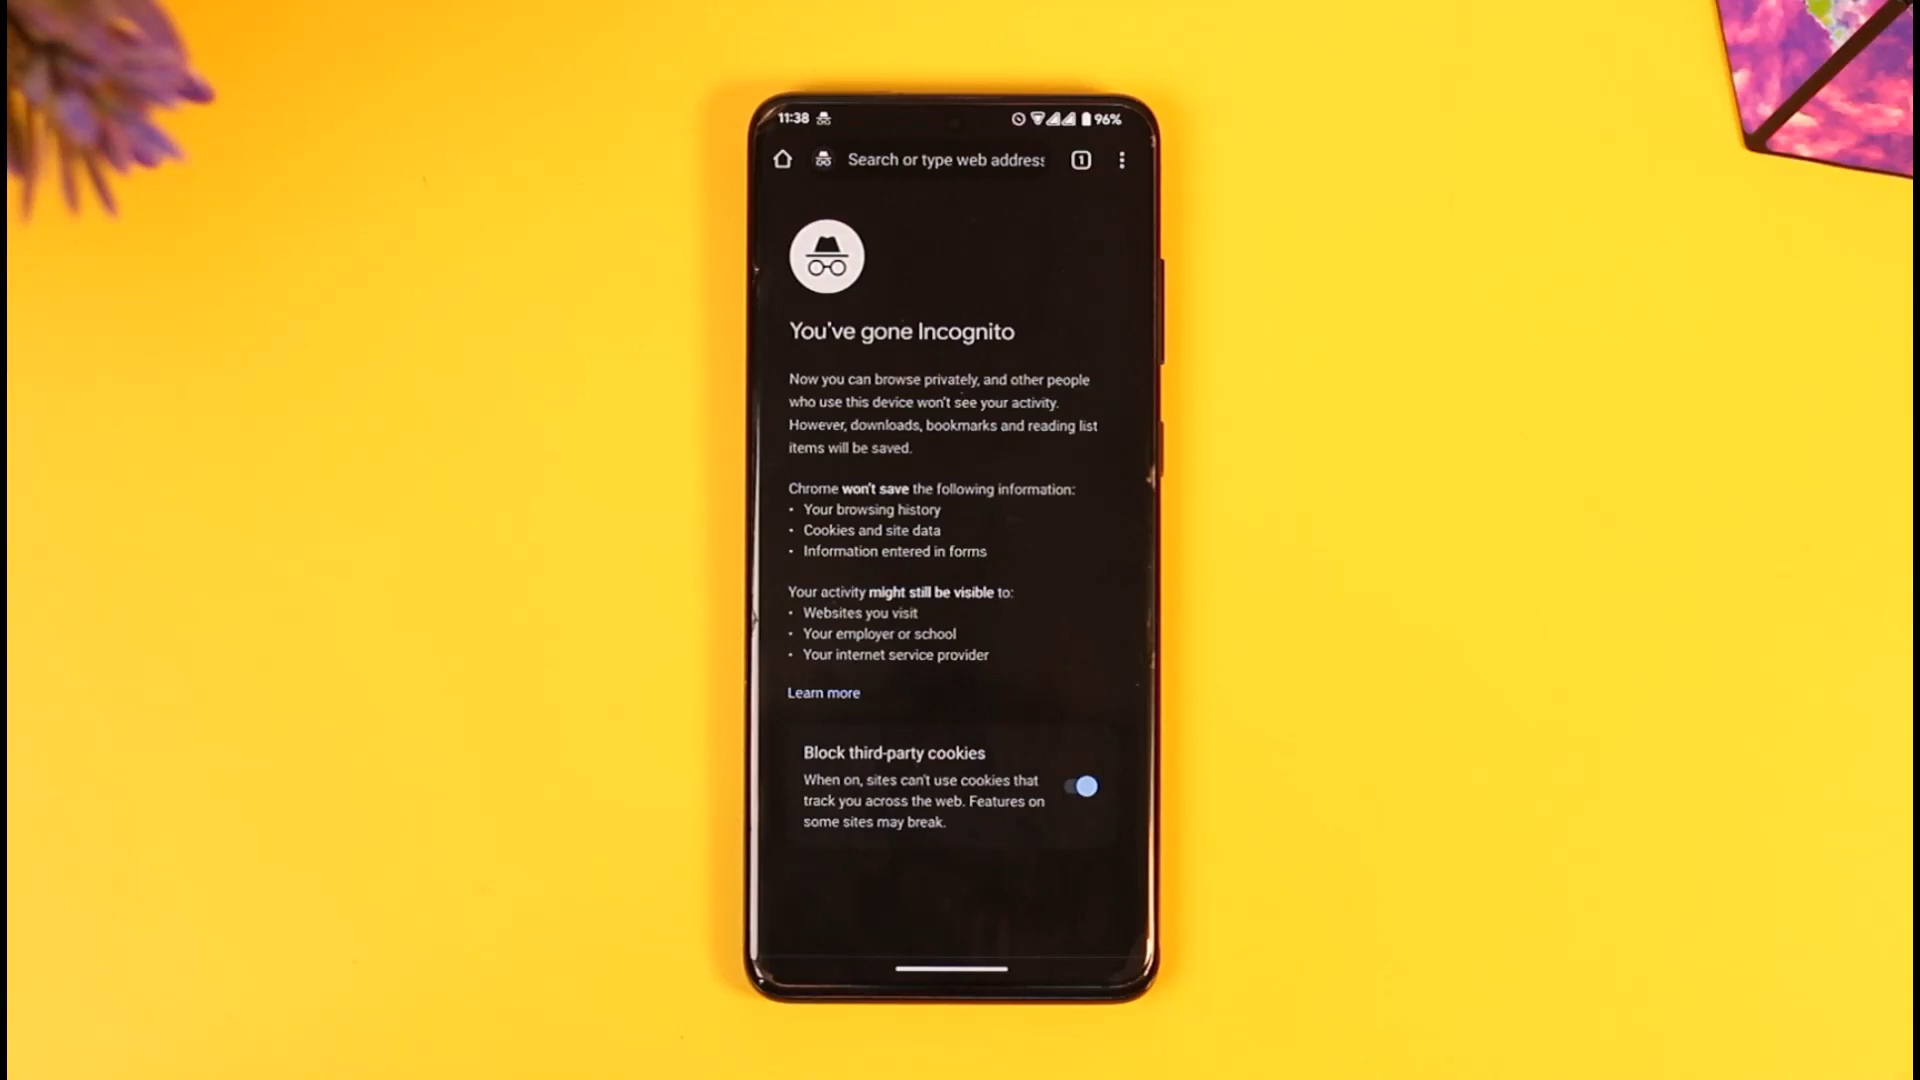 11:38 96%
Search or type web address 1
You've gone Incognito
Now you can browse privately, and other people
who use this device won't see your activity.
However, downloads, bookmarks and reading list
items will be saved.
Chrome won't save the following information:
• Your browsing history
• Cookies and site data
• Information entered in forms
Your activity might still be visible to:
• Websites you visit
• Your employer or school
• Your internet service provider
Learn more
Block third-party cookies
When on, sites can't use cookies that
track you across the web. Features on
some sites may break.